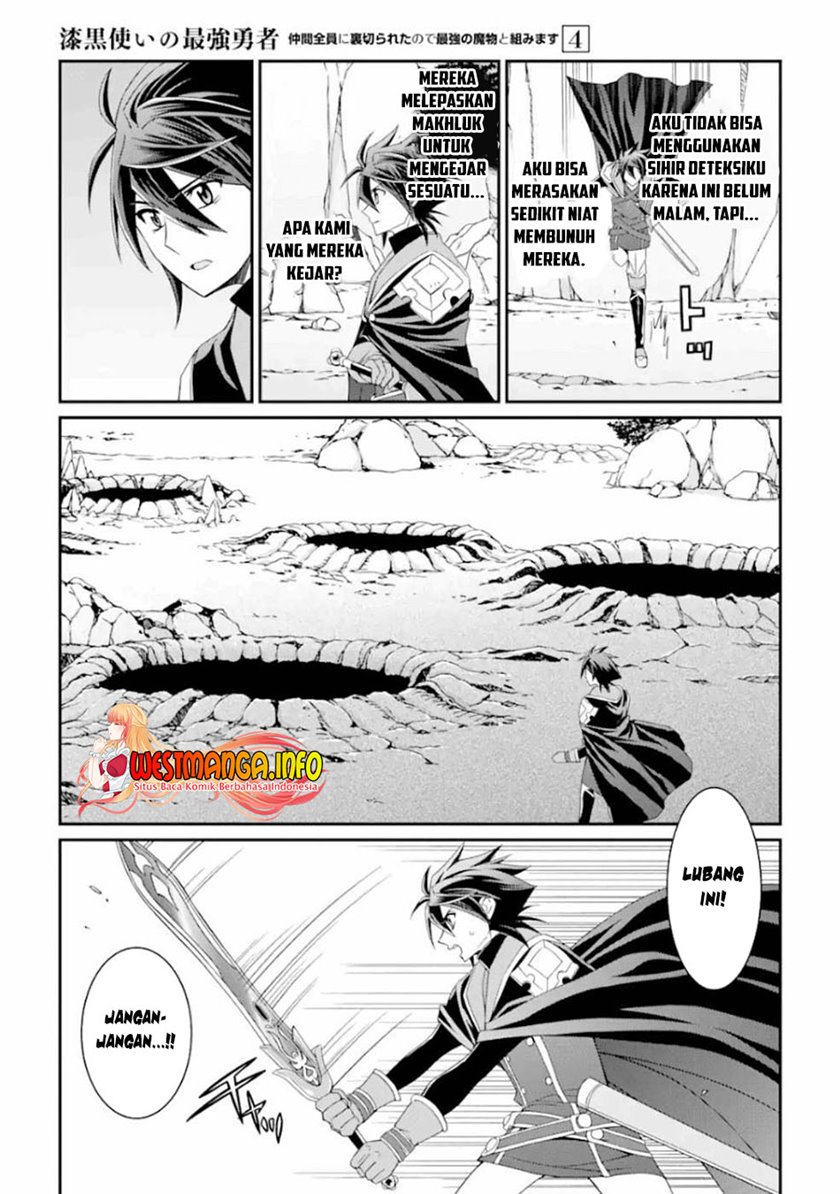 漆黒使いの最強勇者 仲間全員に裏切られたので最強の魔物と組みます 4
AKU TIDAK BISA
MENGGUNAKAN
SIHIR DETEKSIKU
KARENA INI BELUM
MALAM, TAPI...
AKU BISA
MERASAKAN
SEDIKIT NIAT
MEMBUNUH
MEREKA.
トッ
MEREKA
MELEPASKAN
MAKHLUK
UNTUK
MENGEJAR
SESUATU...
APA KAMI
YANG MEREKA
KEJAR?
WESTMANGA.INFO
Situs Baca Komik Berbahasa Indonesia
LUBANG
INI!
JANGAN-
JANGAN...!!